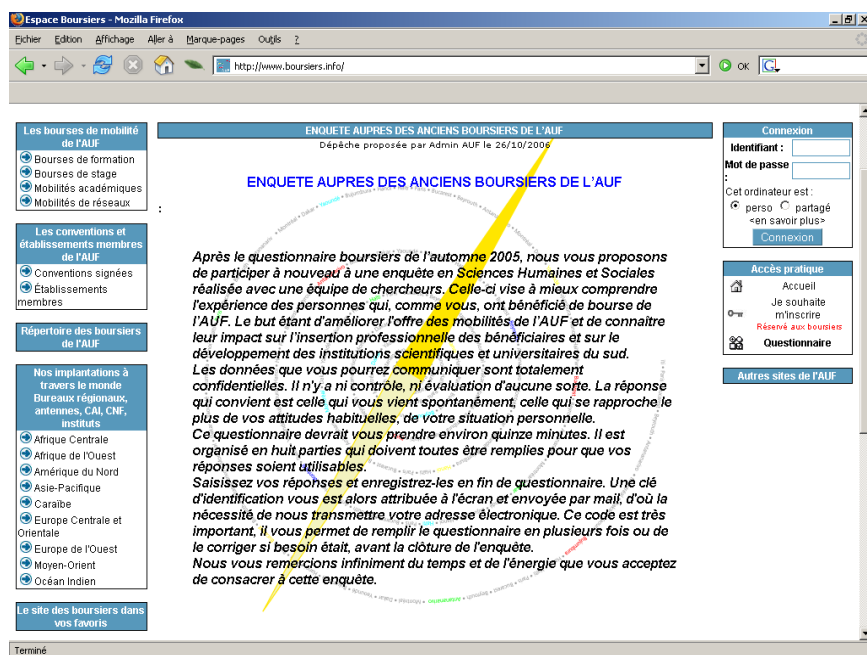 Espace Boursiers - Mozilla Firefox
Fichier Edition Affichage Aller à Marque-pages Outils ?
http://www.boursiers.info/
OK
Les bourses de mobilité
de l'AUF
Bourses de formation
Bourses de stage
Mobilités académiques
Mobilités de réseaux
Les conventions et
établissements membres
de l'AUF
Conventions signées
Établissements
membres
Répertoire des boursiers
de l'AUF
Nos implantations à
travers le monde
Bureaux régionaux,
antennes, CAI, CNF,
instituts
Afrique Centrale
Afrique de l'Ouest
Amérique du Nord
Asie-Pacifique
Caraïbe
Europe Centrale et
Orientale
Europe de l'Ouest
Moyen-Orient
Océan Indien
Le site des boursiers dans
vos favoris
ENQUETE AUPRES DES ANCIENS BOURSIERS DE L'AUF
Dépêche proposée par Admin AUF le 26/10/2006
ENQUETE AUPRES DES ANCIENS BOURSIERS DE L'AUF
:
Après le questionnaire boursiers de l'automne 2005, nous vous proposons
de participer à nouveau à une enquête en Sciences Humaines et Sociales
réalisée avec une équipe de chercheurs. Celle-ci vise à mieux comprendre
l'expérience des personnes qui, comme vous, ont bénéficié de bourse de
l'AUF. Le but étant d'améliorer l'offre des mobilités de l'AUF et de connaître
leur impact sur l'insertion professionnelle des bénéficiaires et sur le
développement des institutions scientifiques et universitaires du sud.
Les données que vous pourrez communiquer sont totalement
confidentielles. Il n'y a ni contrôle, ni évaluation d'aucune sorte. La réponse
qui convient est celle qui vous vient spontanément, celle qui se rapproche le
plus de vos attitudes habituelles, de votre situation personnelle.
Ce questionnaire devrait vous prendre environ quinze minutes. Il est
organisé en huit parties qui doivent toutes être remplies pour que vos
réponses soient utilisables.
Saisissez vos réponses et enregistrez-les en fin de questionnaire. Une clé
d'identification vous est alors attribuée à l'écran et envoyée par mail, d'où la
nécessité de nous transmettre votre adresse électronique. Ce code est très
important, il vous permet de remplir le questionnaire en plusieurs fois ou de
le corriger si besoin était, avant la clôture de l'enquête.
Nous vous remercions infiniment du temps et de l'énergie que vous acceptez
de consacrer à cette enquête.
Connexion
Identifiant :
Mot de passe
:
Cet ordinateur est :
perso partagé
<en savoir plus>
Connexion
Accès pratique
Accueil
Je souhaite
m'inscrire
Réservé aux boursiers
Questionnaire
Autres sites de l'AUF
Terminé